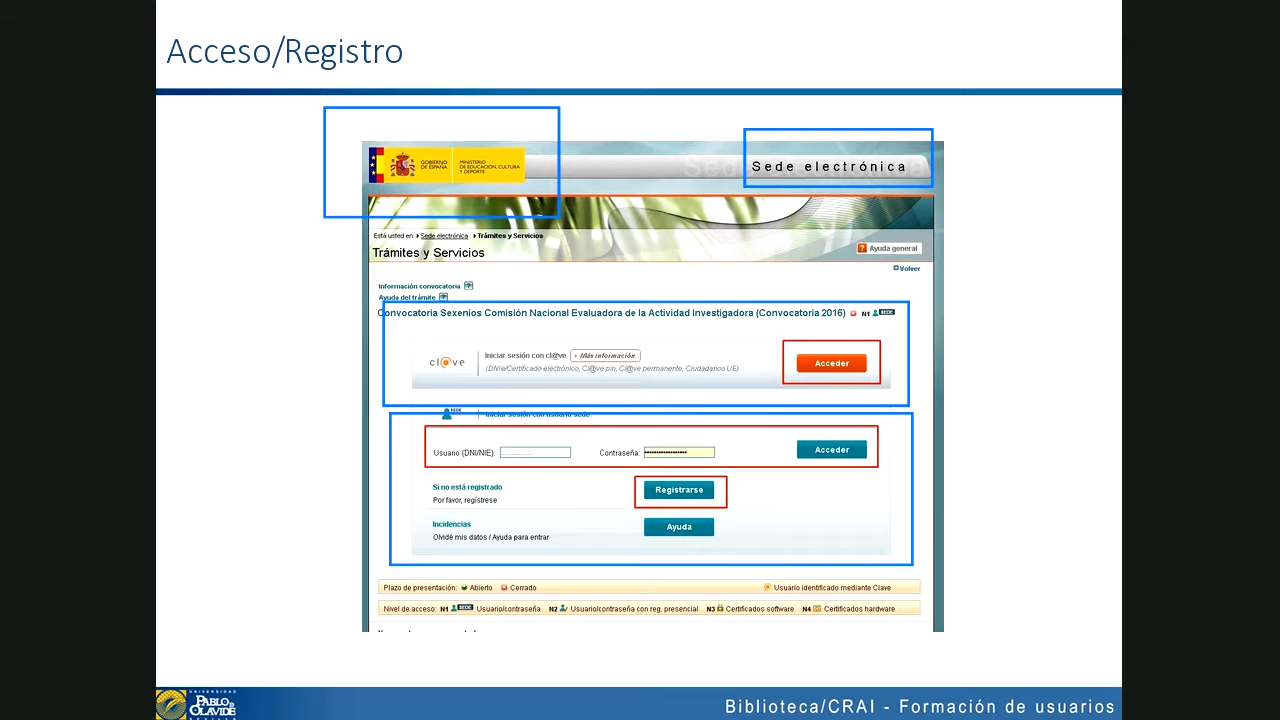 Acceso/Registro
GOBIERNO DE ESPAÑA
MINISTERIO DE EDUCACIÓN, CULTURA Y DEPORTE
Sede electrónica
Está usted en: Sede electrónica Trámites y Servicios
Trámites y Servicios
? Ayuda general
Volver
Información convocatoria
Ayuda del trámite
Convocatoria Sexenios Comisión Nacional Evaluadora de la Actividad Investigadora (Convocatoria 2016) N1 SEDE
cl@ve
Iniciar sesión con cl@ve + Más información
(DNIe/Certificado electrónico, Cl@ve pin, Cl@ve permanente, Ciudadanos UE)
Acceder
SEDE Iniciar sesión con usuario sede
Usuario (DNI/NIE): Contraseña: Acceder
Si no está registrado
Por favor, regístrese
Registrarse
Incidencias
Olvidé mis datos / Ayuda para entrar
Ayuda
Plazo de presentación: Abierto Cerrado Usuario identificado mediante Clave
Nivel de acceso: N1 SEDE Usuario/contraseña N2 Usuario/contraseña con reg. presencial N3 Certificados software N4 Certificados hardware
UNIVERSIDAD
PABLO DE
OLAVIDE
SEVILLA
Biblioteca/CRAI - Formación de usuarios